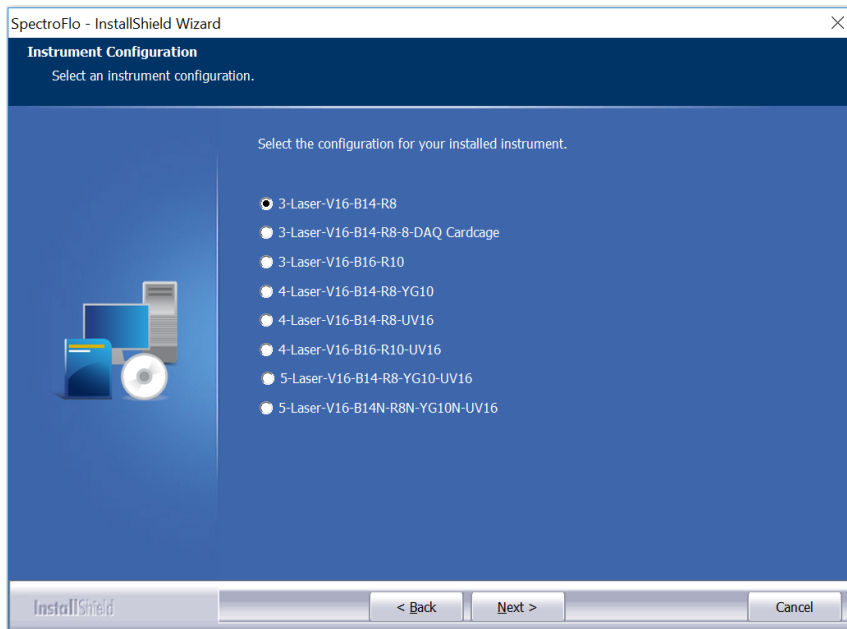 SpectroFlo - InstallShield Wizard
Instrument Configuration
Select an instrument configuration.
Select the configuration for your installed instrument.
3-Laser-V16-B14-R8
3-Laser-V16-B14-R8-8-DAQ Cardcage
3-Laser-V16-B16-R10
4-Laser-V16-B14-R8-YG10
4-Laser-V16-B14-R8-UV16
4-Laser-V16-B16-R10-UV16
5-Laser-V16-B14-R8-YG10-UV16
5-Laser-V16-B14N-R8N-YG10N-UV16
InstallShield
< Back
Next >
Cancel